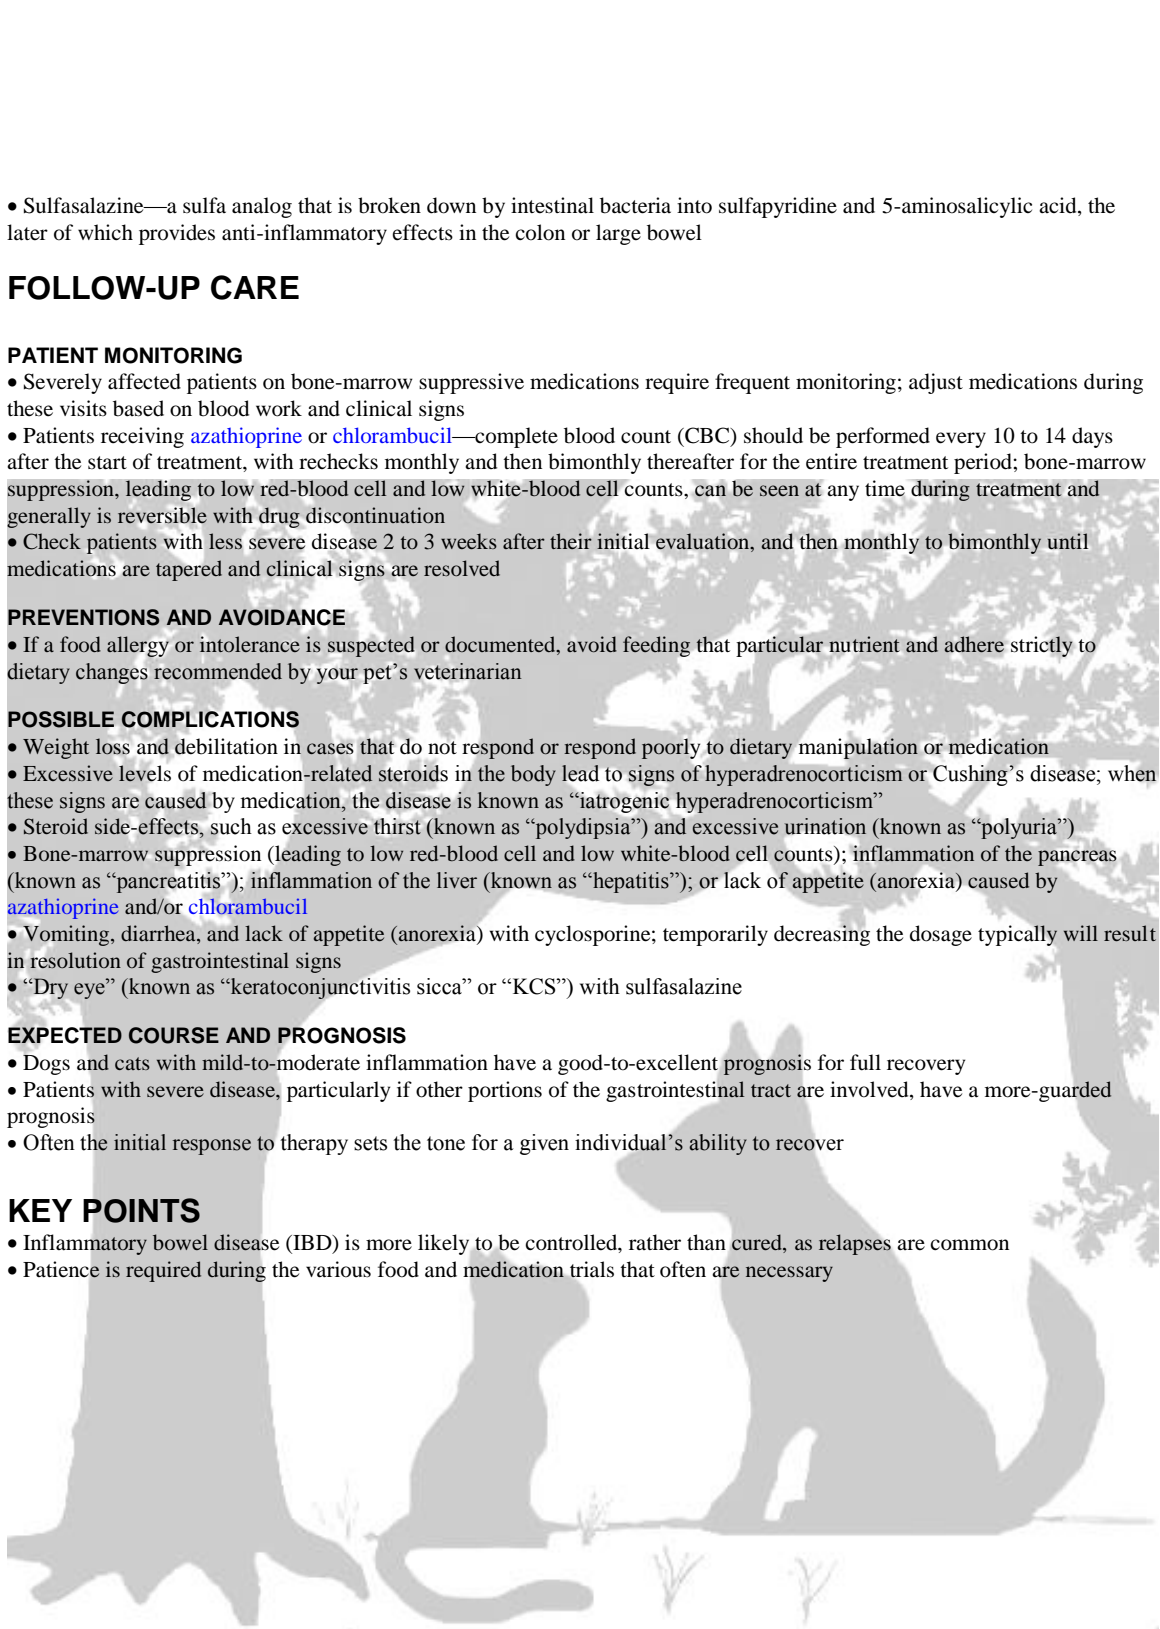 • Sulfasalazine—a sulfa analog that is broken down by intestinal bacteria into sulfapyridine and 5-aminosalicylic acid, the
later of which provides anti-inflammatory effects in the colon or large bowel
FOLLOW-UP CARE
PATIENT MONITORING
• Severely affected patients on bone-marrow suppressive medications require frequent monitoring; adjust medications during
these visits based on blood work and clinical signs
• Patients receiving azathioprine or chlorambucil—complete blood count (CBC) should be performed every 10 to 14 days
after the start of treatment, with rechecks monthly and then bimonthly thereafter for the entire treatment period; bone-marrow
suppression, leading to low red-blood cell and low white-blood cell counts, can be seen at any time during treatment and
generally is reversible with drug discontinuation
• Check patients with less severe disease 2 to 3 weeks after their initial evaluation, and then monthly to bimonthly until
medications are tapered and clinical signs are resolved
PREVENTIONS AND AVOIDANCE
• If a food allergy or intolerance is suspected or documented, avoid feeding that particular nutrient and adhere strictly to
dietary changes recommended by your pet’s veterinarian
POSSIBLE COMPLICATIONS
• Weight loss and debilitation in cases that do not respond or respond poorly to dietary manipulation or medication
• Excessive levels of medication-related steroids in the body lead to signs of hyperadrenocorticism or Cushing’s disease; when
these signs are caused by medication, the disease is known as “iatrogenic hyperadrenocorticism”
• Steroid side-effects, such as excessive thirst (known as “polydipsia”) and excessive urination (known as “polyuria”)
• Bone-marrow suppression (leading to low red-blood cell and low white-blood cell counts); inflammation of the pancreas
(known as “pancreatitis”); inflammation of the liver (known as “hepatitis”); or lack of appetite (anorexia) caused by
azathioprine and/or chlorambucil
• Vomiting, diarrhea, and lack of appetite (anorexia) with cyclosporine; temporarily decreasing the dosage typically will result
in resolution of gastrointestinal signs
• “Dry eye” (known as “keratoconjunctivitis sicca” or “KCS”) with sulfasalazine
EXPECTED COURSE AND PROGNOSIS
• Dogs and cats with mild-to-moderate inflammation have a good-to-excellent prognosis for full recovery
• Patients with severe disease, particularly if other portions of the gastrointestinal tract are involved, have a more-guarded
prognosis
• Often the initial response to therapy sets the tone for a given individual’s ability to recover
KEY POINTS
• Inflammatory bowel disease (IBD) is more likely to be controlled, rather than cured, as relapses are common
• Patience is required during the various food and medication trials that often are necessary